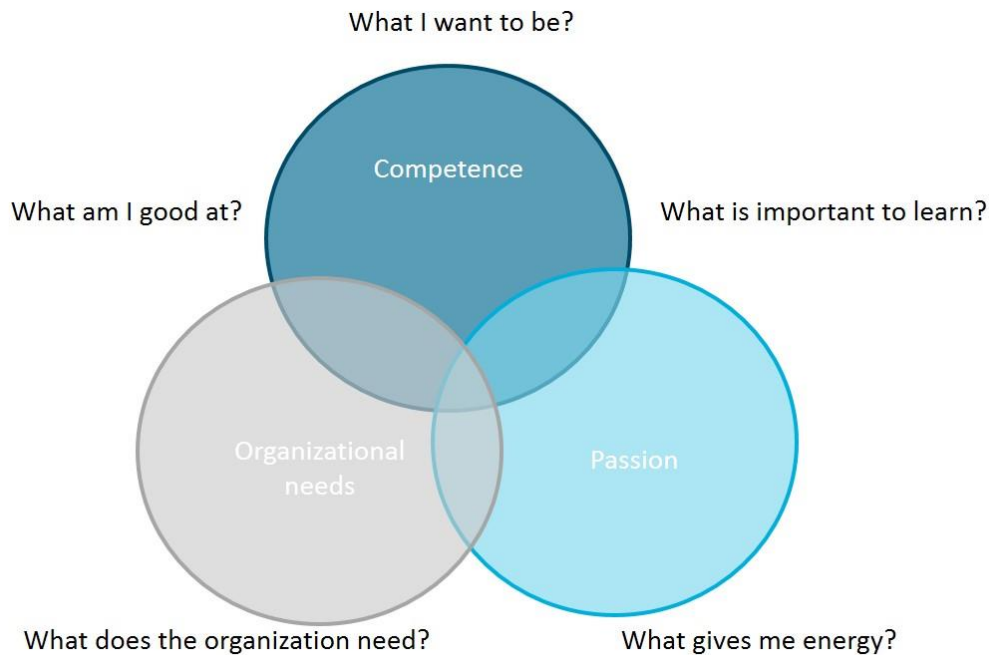 What I want to be?
Competence
What am I good at?
What is important to learn?
Organizational
needs
Passion
What does the organization need?
What gives me energy?